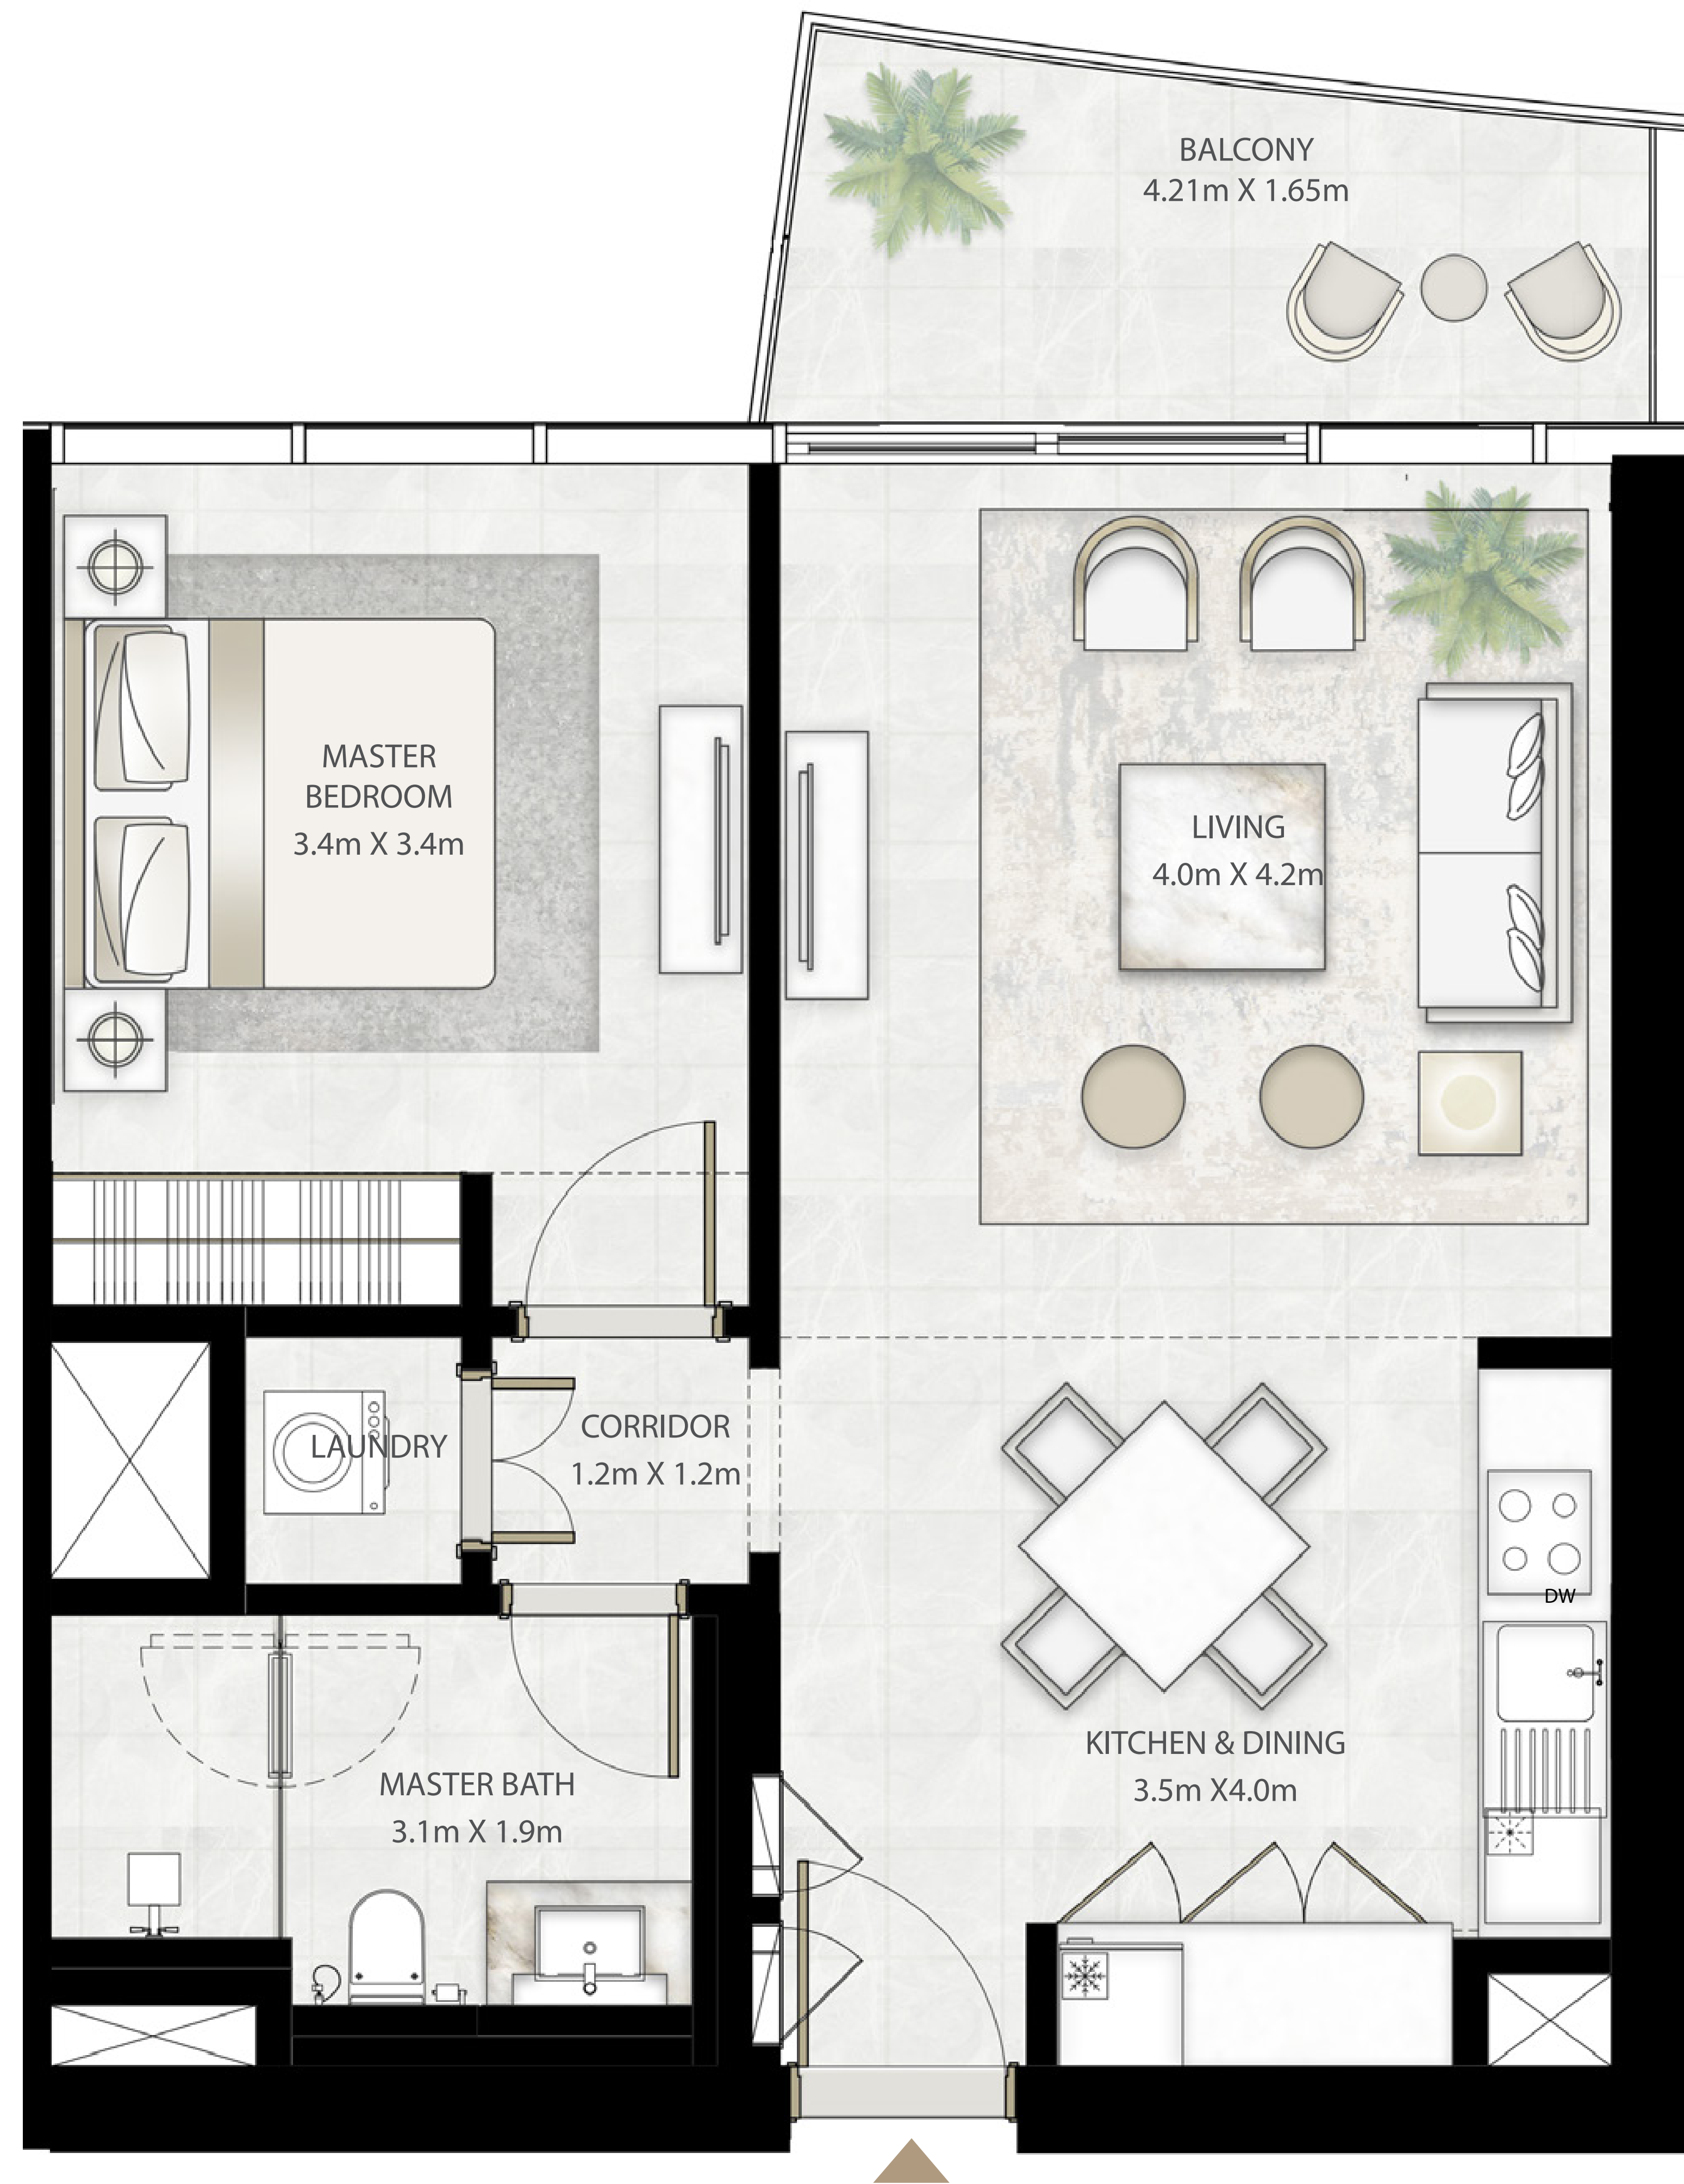 BALCONY
4.21m X 1.65m
MASTER
BEDROOM
3.4m X 3.4m
LIVING
4.0m X 4.2m
CORRIDOR
1.2m X 1.2m
LAUNDRY
DW
KITCHEN & DINING
3.5m X4.0m
MASTER BATH
3.1m X 1.9m